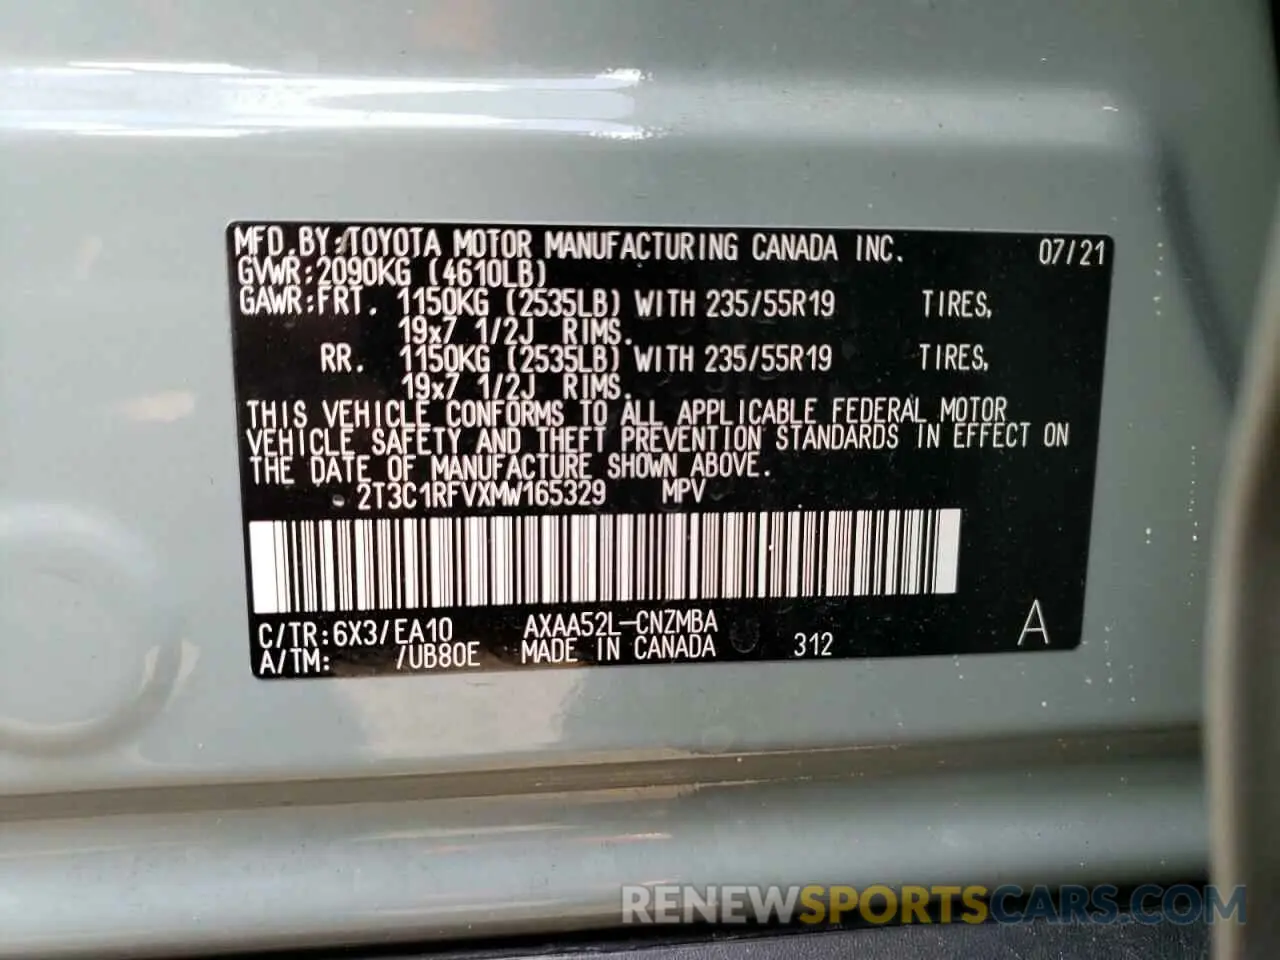 MFD.BY:TOYOTA MOTOR MANUFACTURING CANADA INC. 07/21
GVWR:2090KG (4610LB)
GAWR:FRT. 1150KG (2535LB) WITH 235/55R19 TIRES,
19x7 1/2J RIMS.
RR. 1150KG (2535LB) WITH 235/55R19 TIRES,
19x7 1/2J RIMS.
THIS VEHICLE CONFORMS TO ALL APPLICABLE FEDERAL MOTOR
VEHICLE SAFETY AND THEFT PREVENTION STANDARDS IN EFFECT ON
THE DATE OF MANUFACTURE SHOWN ABOVE.
2T3C1RFVXMW165329 MPV
C/TR:6X3/EA10 AXAA52L-CNZMBA
A/TM: /UB80E MADE IN CANADA 312 A
RENEWSPORTSCARS.COM